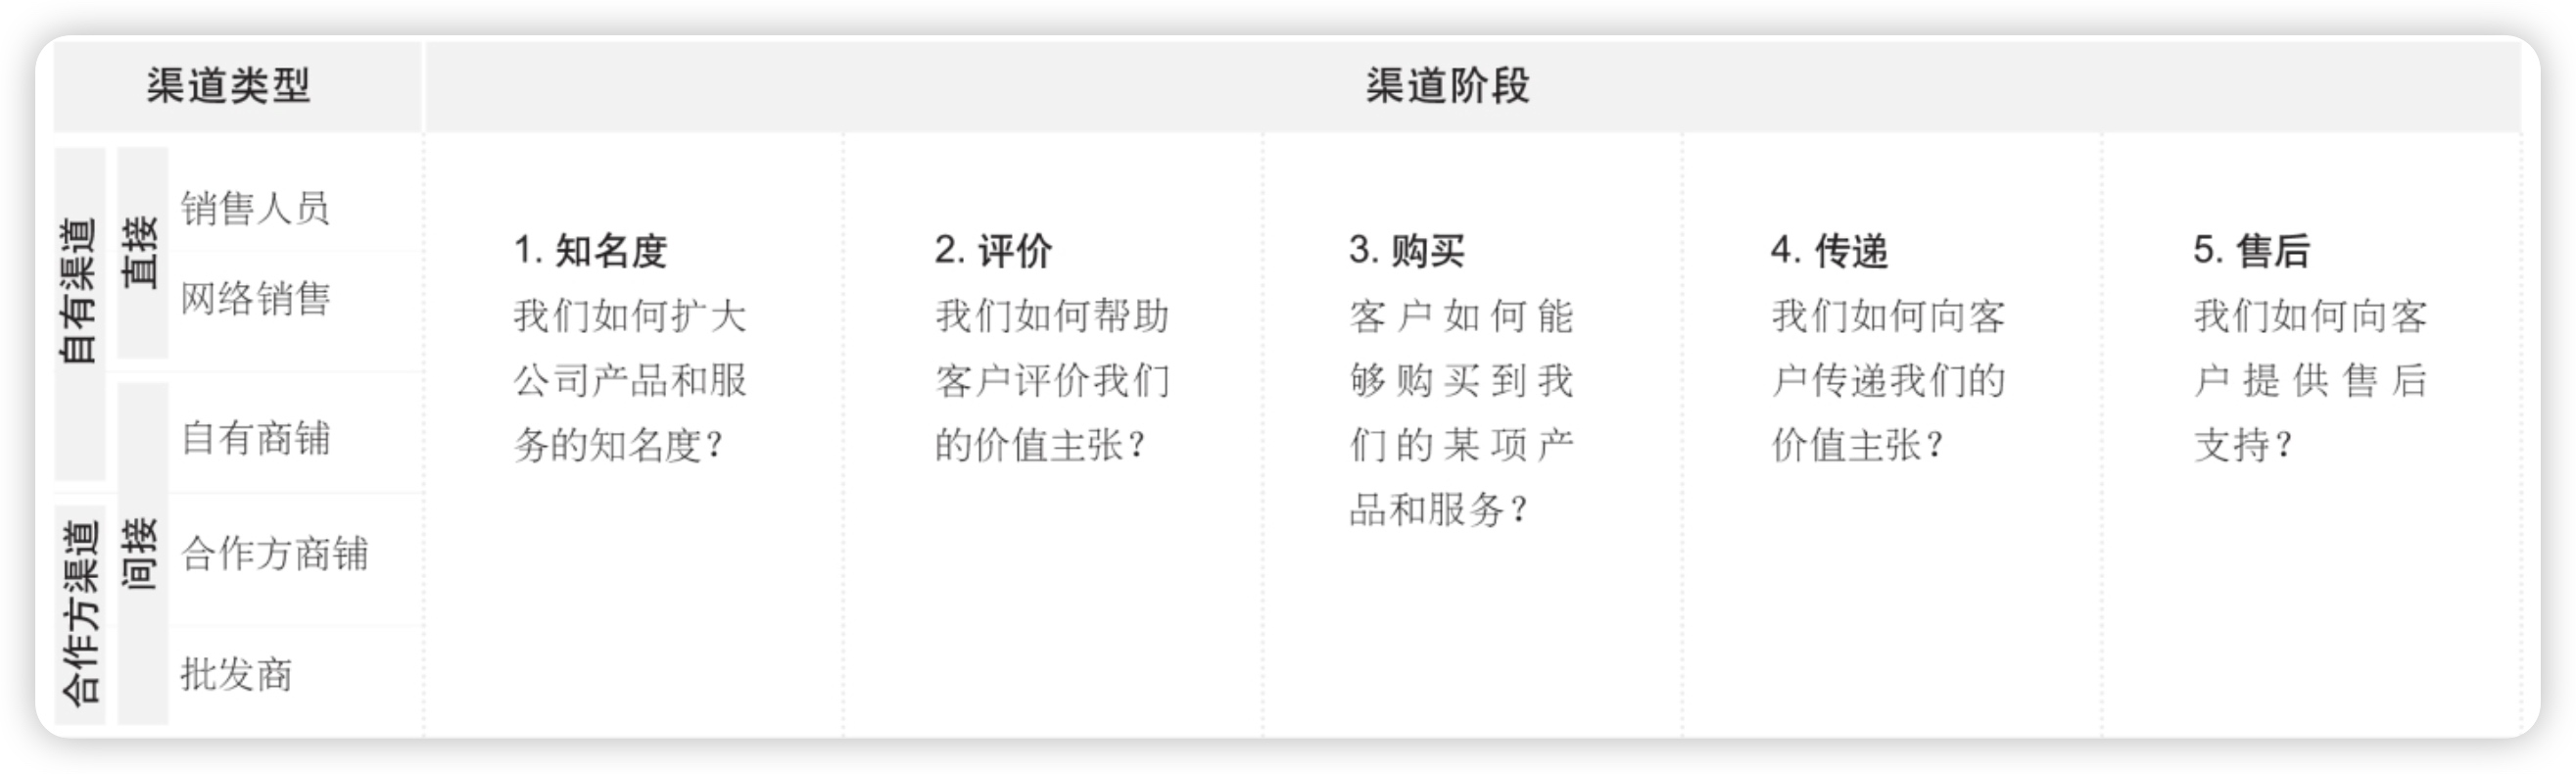 渠道类型
渠道阶段
自有渠道
直接
销售人员
网络销售
自有商铺
合作方渠道
间接
合作方商铺
批发商
1. 知名度
我们如何扩大
公司产品和服
务的知名度？
2. 评价
我们如何帮助
客户评价我们
的价值主张？
3. 购买
客户如何能
够购买到我
们的某项产
品和服务？
4. 传递
我们如何向客
户传递我们的
价值主张？
5. 售后
我们如何向客
户提供售后
支持？